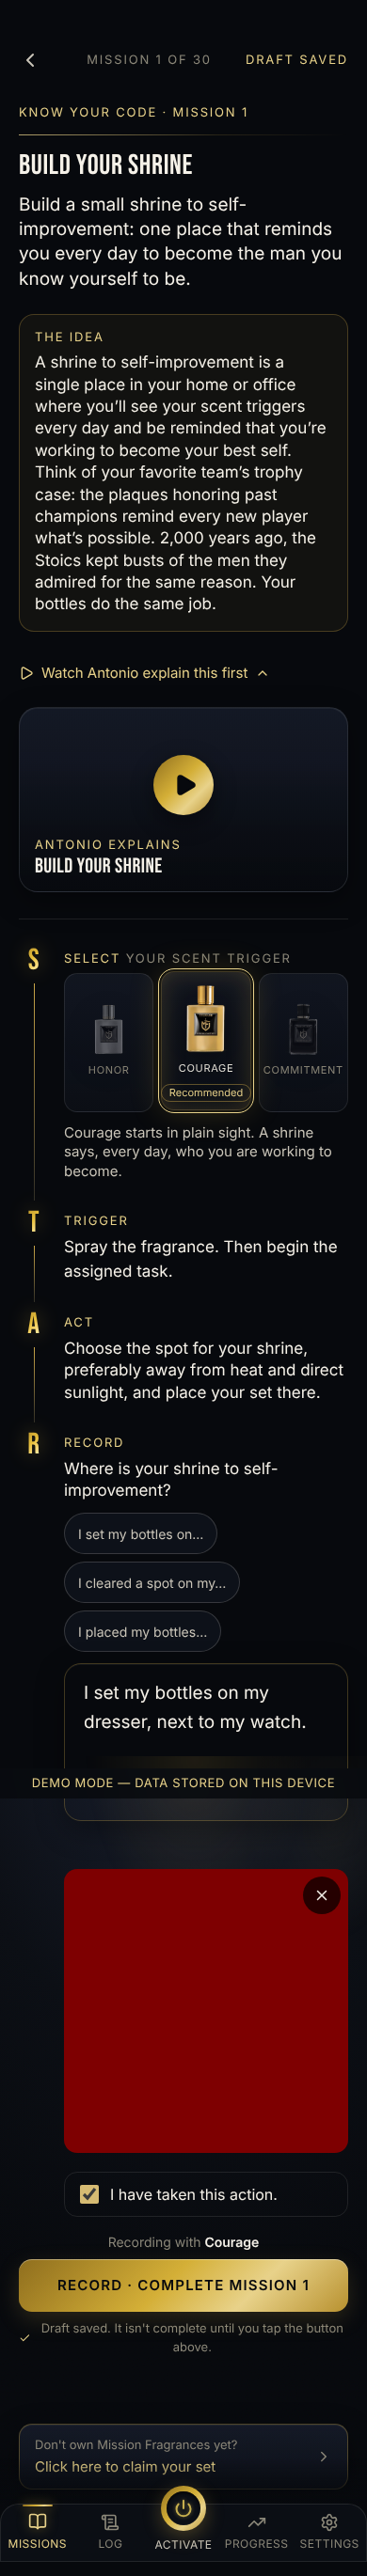 MISSION 1 OF 30
DRAFT SAVED
KNOW YOUR CODE · MISSION 1
BUILD YOUR SHRINE
Build a small shrine to self-
improvement: one place that reminds
you every day to become the man you
know yourself to be.
THE IDEA
A shrine to self-improvement is a
single place in your home or office
where you’ll see your scent triggers
every day and be reminded that you’re
working to become your best self.
Think of your favorite team’s trophy
case: the plaques honoring past
champions remind every new player
what’s possible. 2,000 years ago, the
Stoics kept busts of the men they
admired for the same reason. Your
bottles do the same job.
Watch Antonio explain this first
ANTONIO EXPLAINS
BUILD YOUR SHRINE
S
SELECT YOUR SCENT TRIGGER
HONOR
COURAGE
Recommended
COMMITMENT
Courage starts in plain sight. A shrine
says, every day, who you are working to
become.
T
TRIGGER
Spray the fragrance. Then begin the
assigned task.
A
ACT
Choose the spot for your shrine,
preferably away from heat and direct
sunlight, and place your set there.
R
RECORD
Where is your shrine to self-
improvement?
I set my bottles on...
I cleared a spot on my...
I placed my bottles...
I set my bottles on my
dresser, next to my watch.
DEMO MODE — DATA STORED ON THIS DEVICE
I have taken this action.
Recording with Courage
RECORD · COMPLETE MISSION 1
Draft saved. It isn't complete until you tap the button
above.
Don't own Mission Fragrances yet?
Click here to claim your set
MISSIONS
LOG
ACTIVATE
PROGRESS
SETTINGS